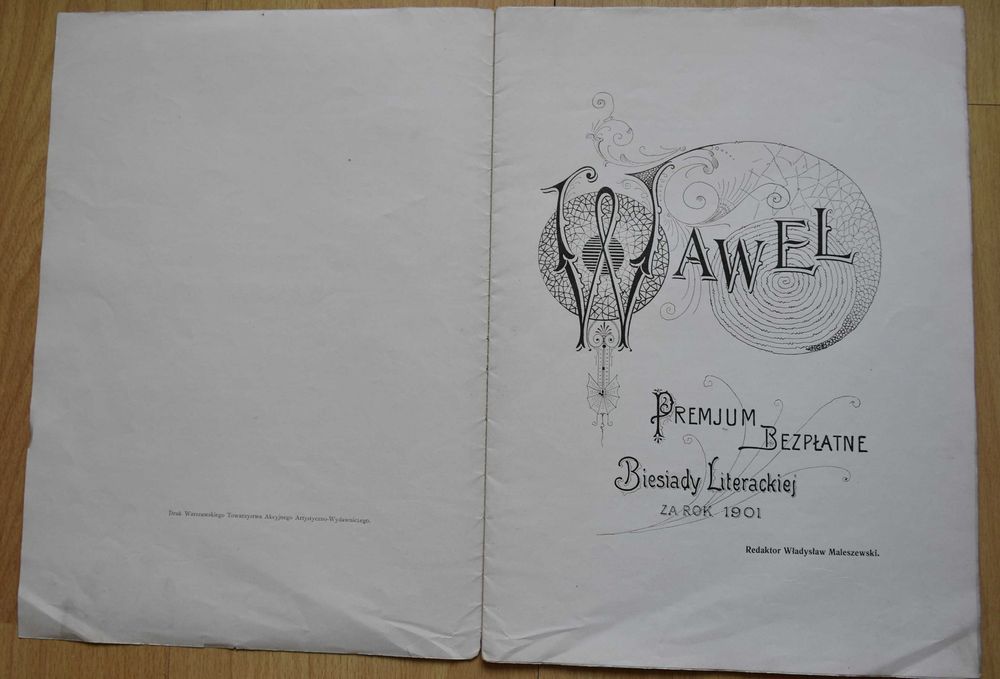 Druk Warszawskiego Towarzystwa Akcyjnego Artystyczno-Wydawniczego.
WAWEL
PREMJUM
BEZPŁATNE
Biesiady Literackiej
ZA ROK 1901
Redaktor Władysław Maleszewski.